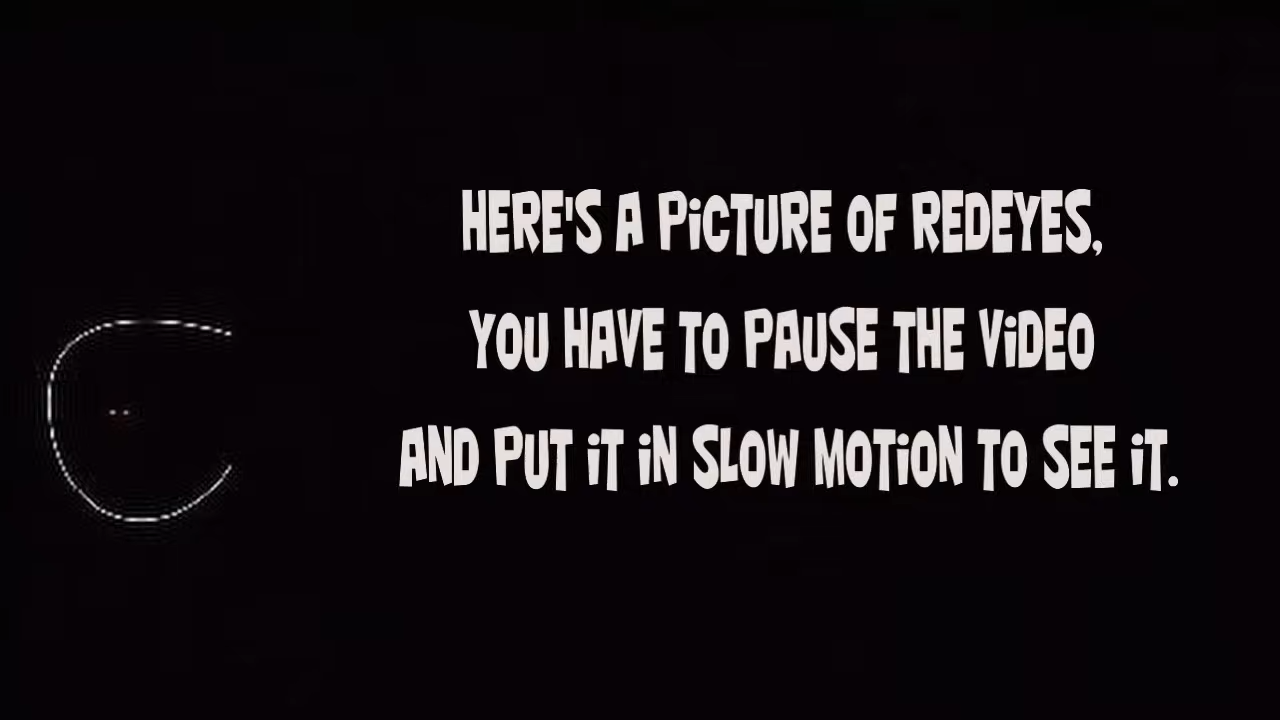 HERE'S A PiCTURE OF REDEYES,
YOU HAVE TO PAUSE THE ViDEO
AND PUT iT iN SLOW MOTiON TO SEE iT.